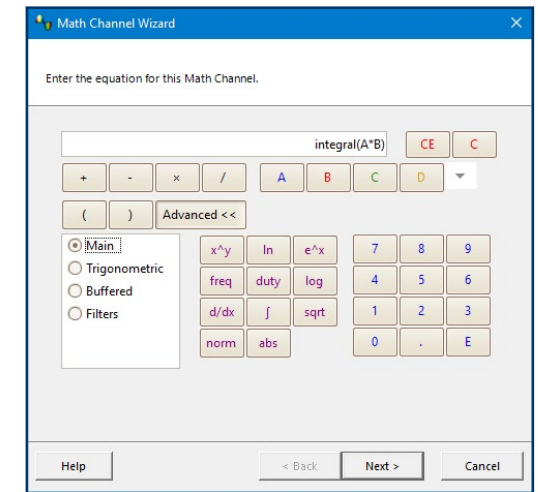 Math Channel Wizard
Enter the equation for this Math Channel.
integral(A*B) CE C
+ - × / A B C D
( ) Advanced <<
Main
Trigonometric
Buffered
Filters
x^y ln e^x 7 8 9
freq duty log 4 5 6
d/dx ∫ sqrt 1 2 3
norm abs 0 . E
Help < Back Next > Cancel